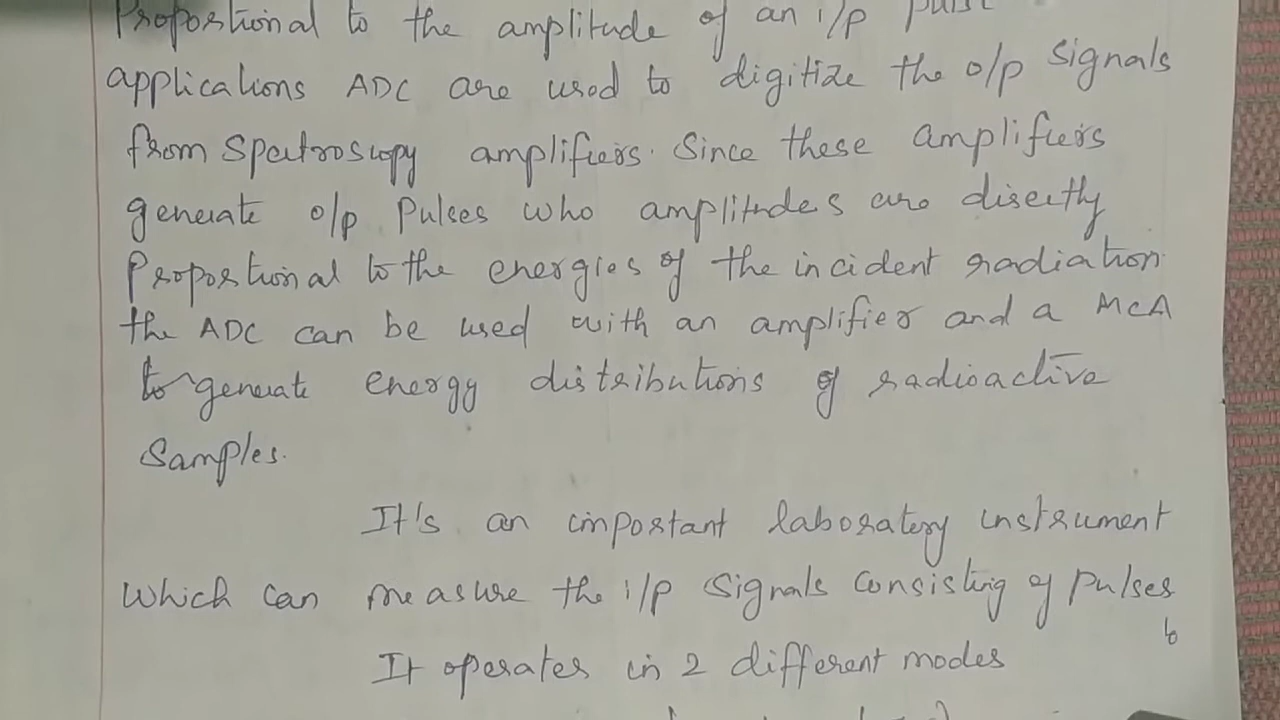 Proportional to the amplitude of an i/p pulse
applications ADC are used to digitize the o/p signals
from Spectroscopy amplifiers. Since these amplifiers
generate o/p Pulses who amplitudes are directly
Proportional to the energies of the incident radiation
the ADC can be used with an amplifier and a MCA
to generate energy distributions of radioactive
Samples.
It's an important laboratory instrument
which can measure the i/p Signals Consisting of pulses
It operates in 2 different modes